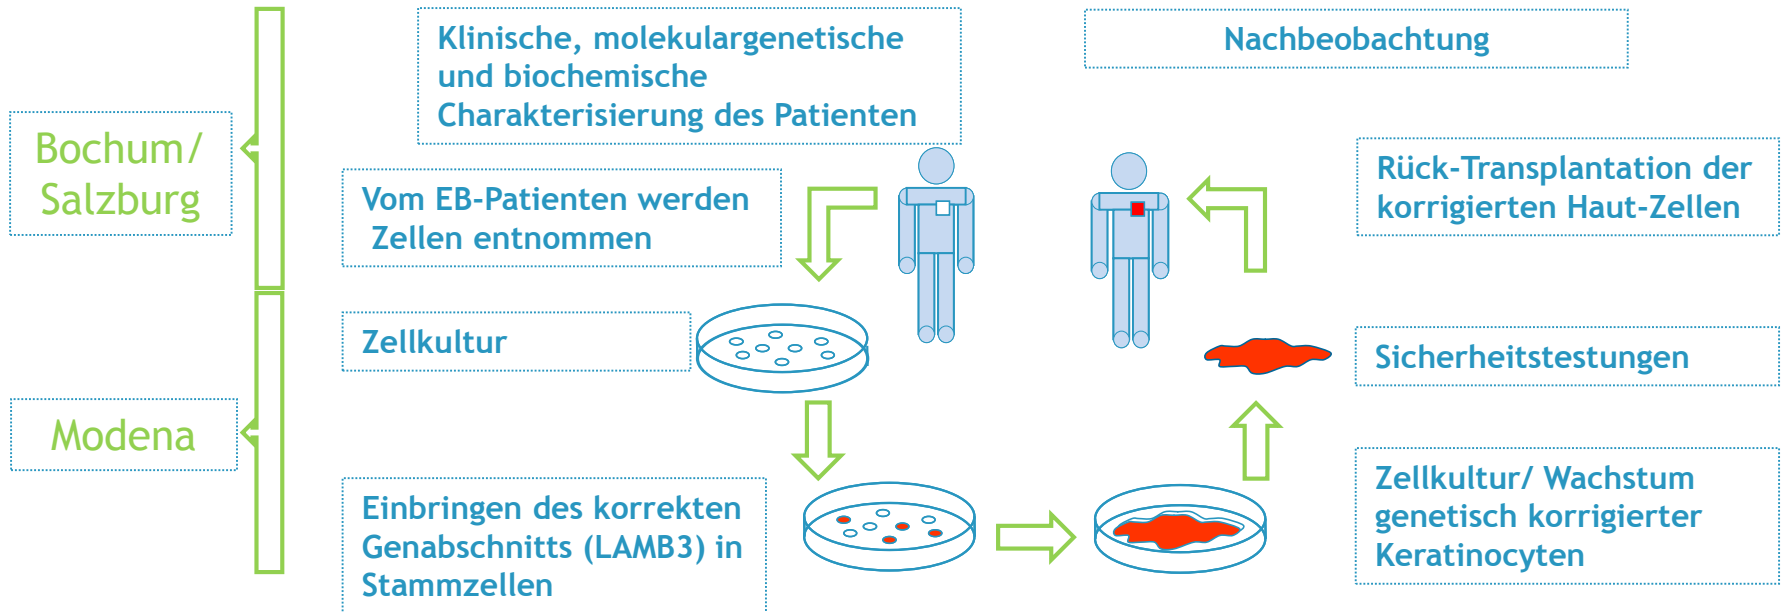 Bochum/
Salzburg
Modena
Klinische, molekulargenetische
und biochemische
Charakterisierung des Patienten
Vom EB-Patienten werden
Zellen entnommen
Zellkultur
Einbringen des korrekten
Genabschnitts (LAMB3) in
Stammzellen
Nachbeobachtung
Rück-Transplantation der
korrigierten Haut-Zellen
Sicherheitstestungen
Zellkultur/ Wachstum
genetisch korrigierter
Keratinocyten